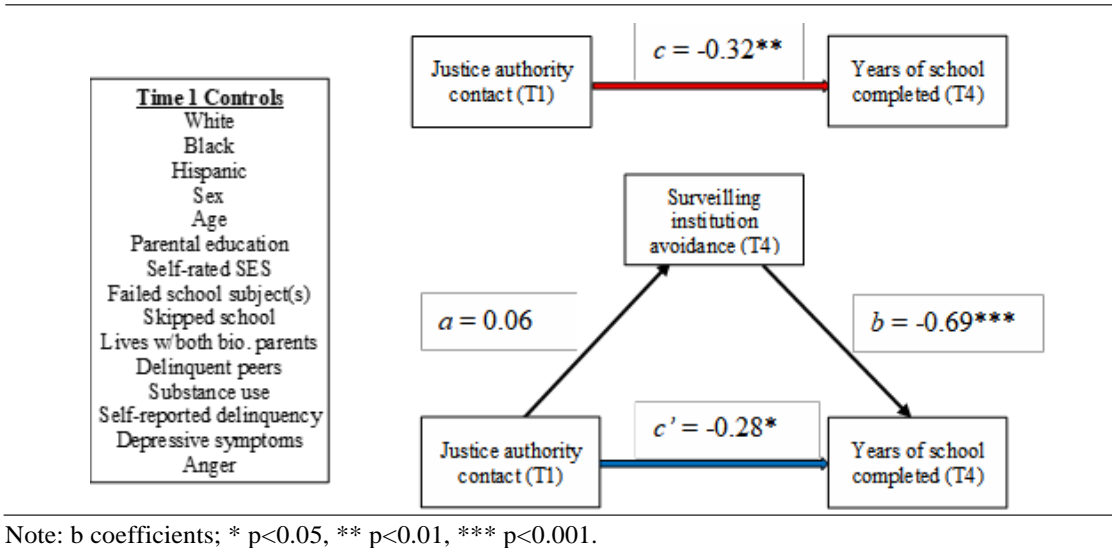 Time 1 Controls
White
Black
Hispanic
Sex
Age
Parental education
Self-rated SES
Failed school subject(s)
Skipped school
Lives w/both bio. parents
Delinquent peers
Substance use
Self-reported delinquency
Depressive symptoms
Anger
Justice authority
contact (T1)
c = -0.32**
Years of school
completed (T4)
Surveilling
institution
avoidance (T4)
a = 0.06
b = -0.69***
Justice authority
contact (T1)
c’ = -0.28*
Years of school
completed (T4)
Note: b coefficients; * p<0.05, ** p<0.01, *** p<0.001.